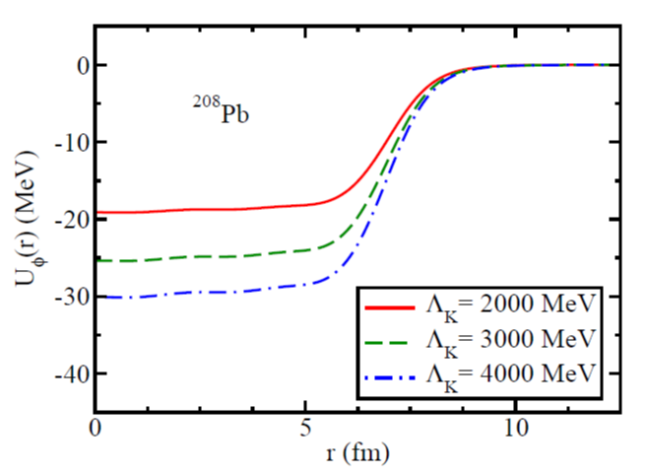 0
-10
-20
-30
-40
U_ϕ(r) (MeV)
²⁰⁸Pb
Λ_K= 2000 MeV
Λ_K= 3000 MeV
Λ_K= 4000 MeV
0 5 10
r (fm)